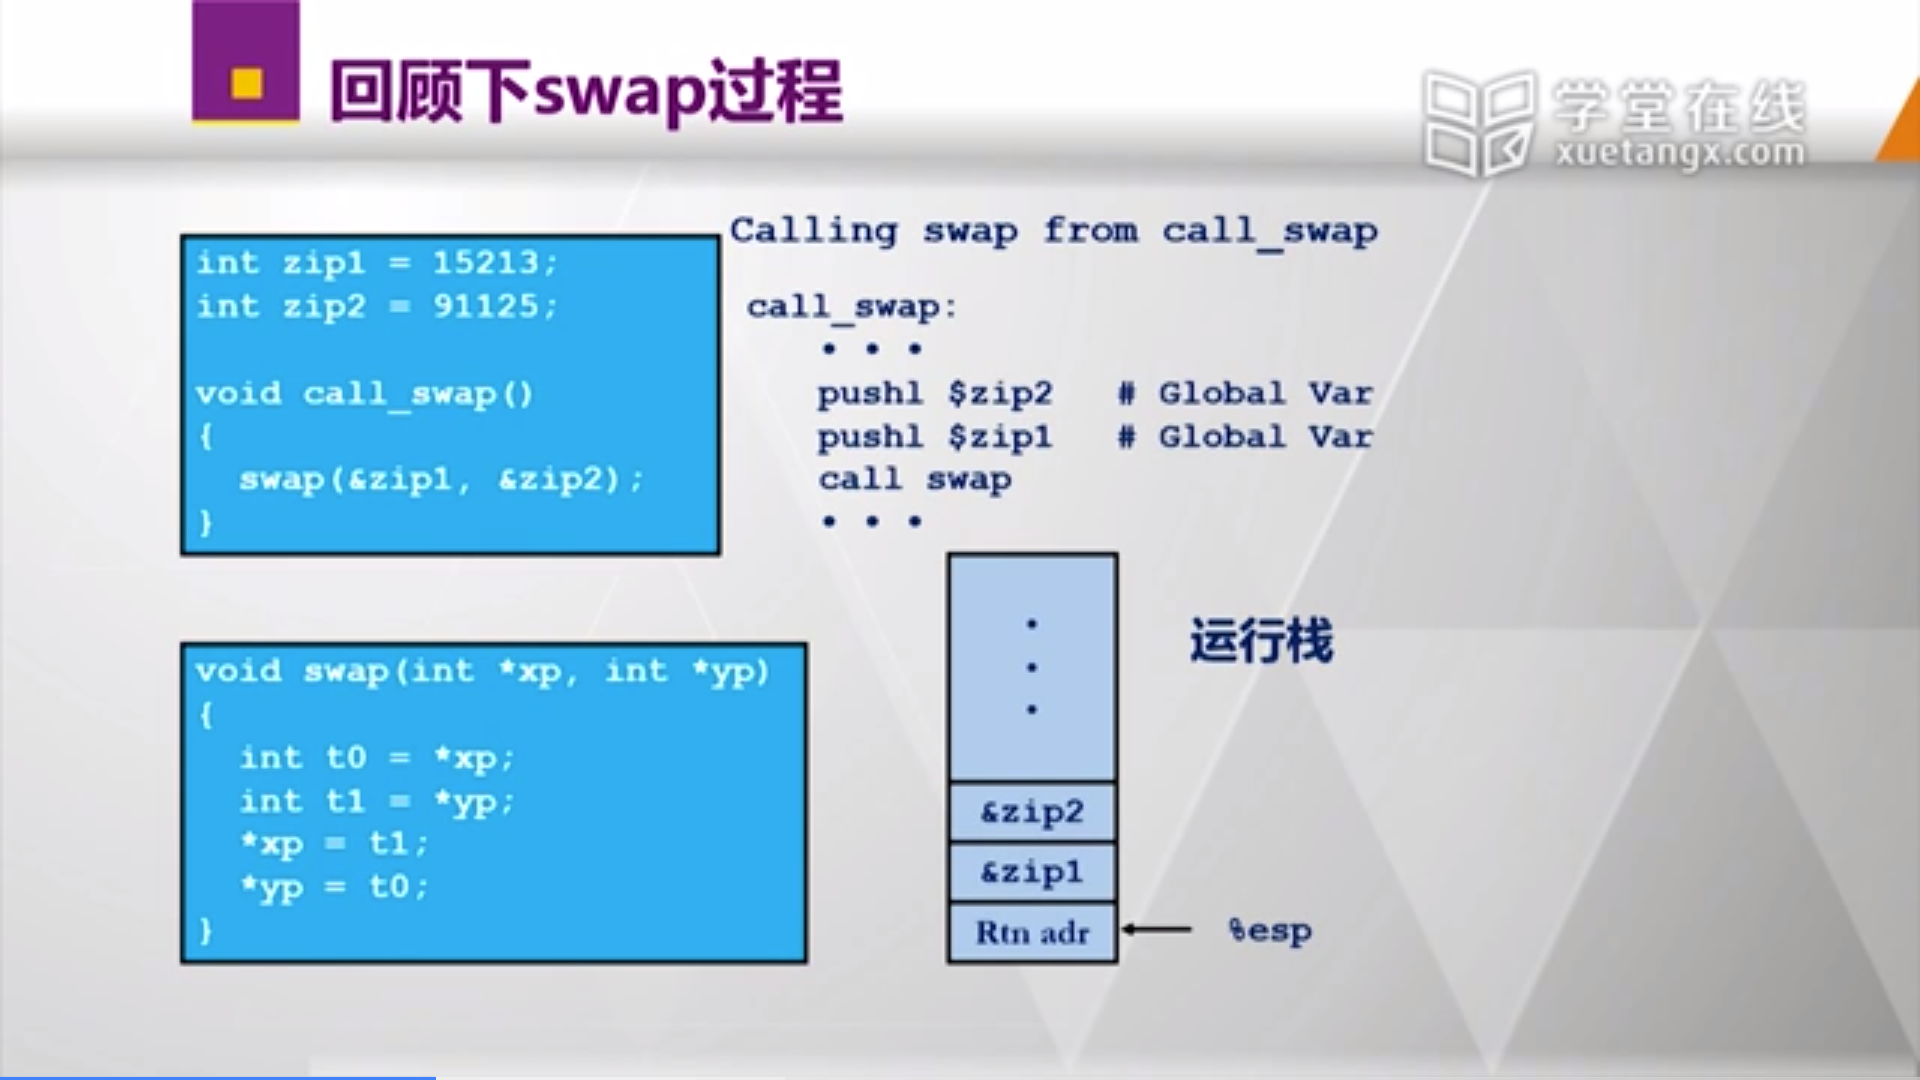 回顾下swap过程
学堂在线
xuetangx.com
int zip1 = 15213;
int zip2 = 91125;
void call_swap()
{
  swap(&zip1, &zip2);
}
Calling swap from call_swap
call_swap:
• • •
pushl $zip2   # Global Var
pushl $zip1   # Global Var
call swap
• • •
void swap(int *xp, int *yp)
{
  int t0 = *xp;
  int t1 = *yp;
  *xp = t1;
  *yp = t0;
}
运行栈
•
•
•
&zip2
&zip1
Rtn adr
%esp